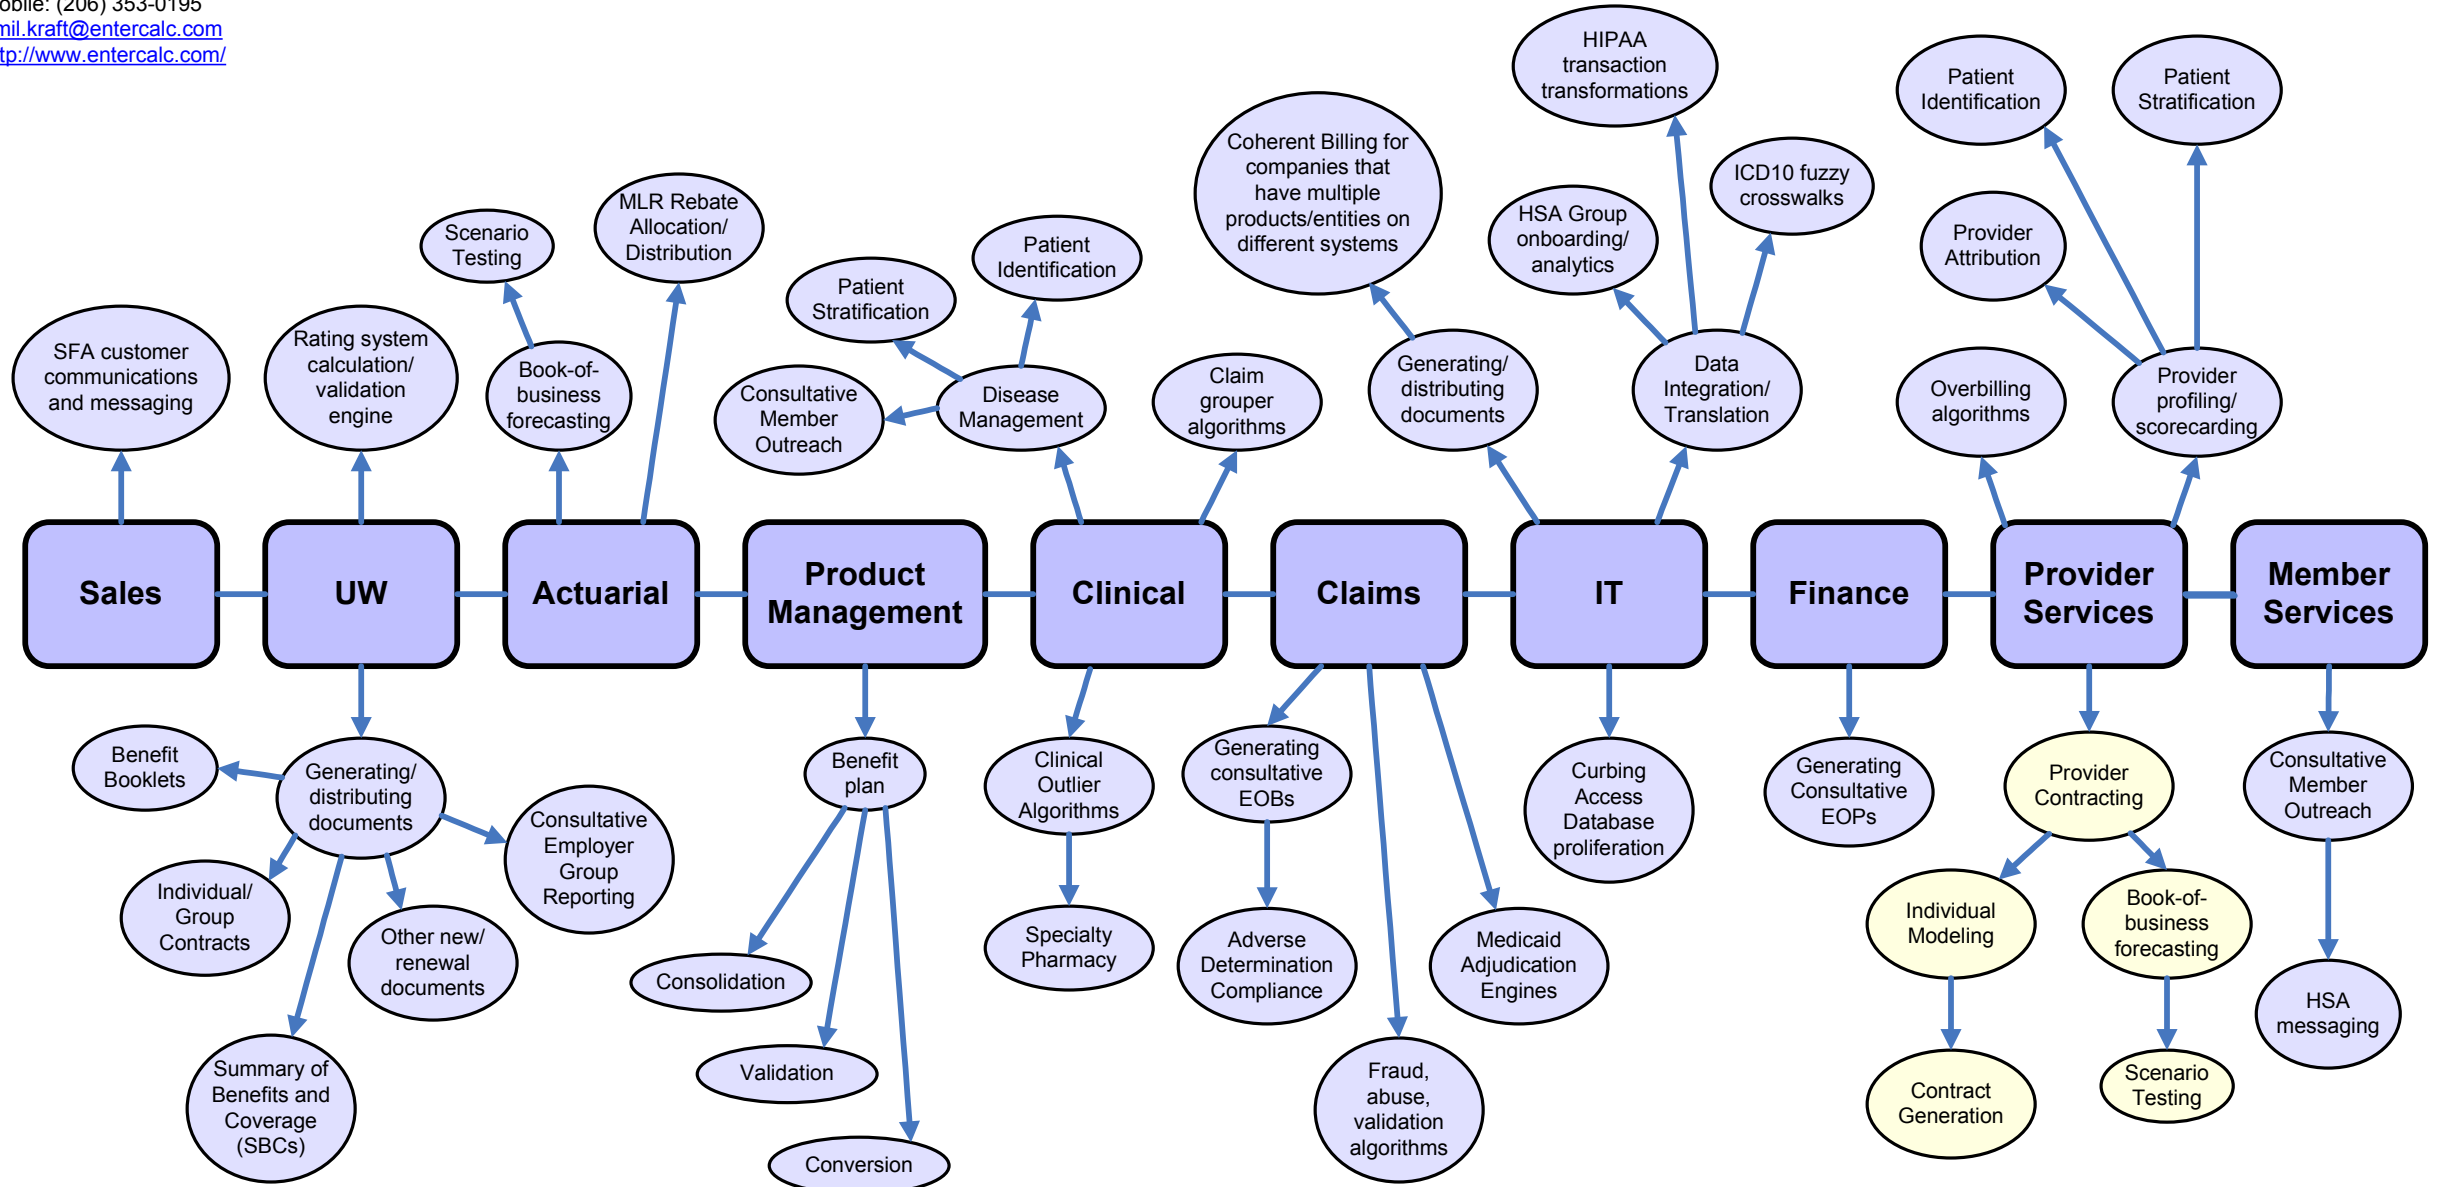 obile: (206) 353-0195
mil.kraft@entercalc.com
tp://www.entercalc.com/
HIPAA
transaction
transformations
Patient
Identification
Patient
Stratification
Coherent Billing for
companies that
have multiple
products/entities on
different systems
ICD10 fuzzy
crosswalks
MLR Rebate
Allocation/
Distribution
HSA Group
onboarding/
analytics
Scenario
Testing
Patient
Identification
Provider
Attribution
Patient
Stratification
SFA customer
communications
and messaging
Rating system
calculation/
validation
engine
Book-of-
business
forecasting
Consultative
Member
Outreach
Disease
Management
Claim
grouper
algorithms
Generating/
distributing
documents
Data
Integration/
Translation
Overbilling
algorithms
Provider
profiling/
scorecarding
Sales
UW
Actuarial
Product
Management
Clinical
Claims
IT
Finance
Provider
Services
Member
Services
Benefit
Booklets
Generating/
distributing
documents
Consultative
Employer
Group
Reporting
Individual/
Group
Contracts
Other new/
renewal
documents
Summary of
Benefits and
Coverage
(SBCs)
Benefit
plan
Consolidation
Validation
Conversion
Clinical
Outlier
Algorithms
Specialty
Pharmacy
Generating
consultative
EOBs
Adverse
Determination
Compliance
Fraud,
abuse,
validation
algorithms
Medicaid
Adjudication
Engines
Curbing
Access
Database
proliferation
Generating
Consultative
EOPs
Provider
Contracting
Individual
Modeling
Book-of-
business
forecasting
Contract
Generation
Scenario
Testing
Consultative
Member
Outreach
HSA
messaging